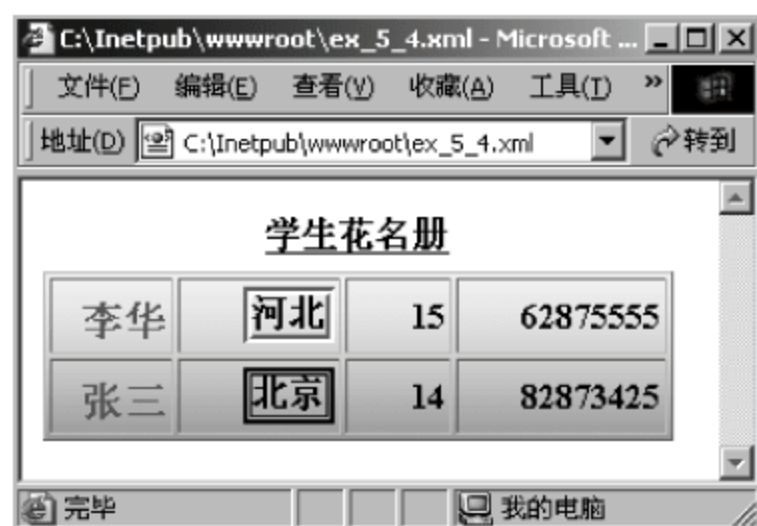 C:\Inetpub\wwwroot\ex_5_4.xml - Microsoft ...
文件(F) 编辑(E) 查看(V) 收藏(A) 工具(T) »
地址(D) C:\Inetpub\wwwroot\ex_5_4.xml 转到
学生花名册
李华 河北 15 62875555
张三 北京 14 82873425
完毕 我的电脑